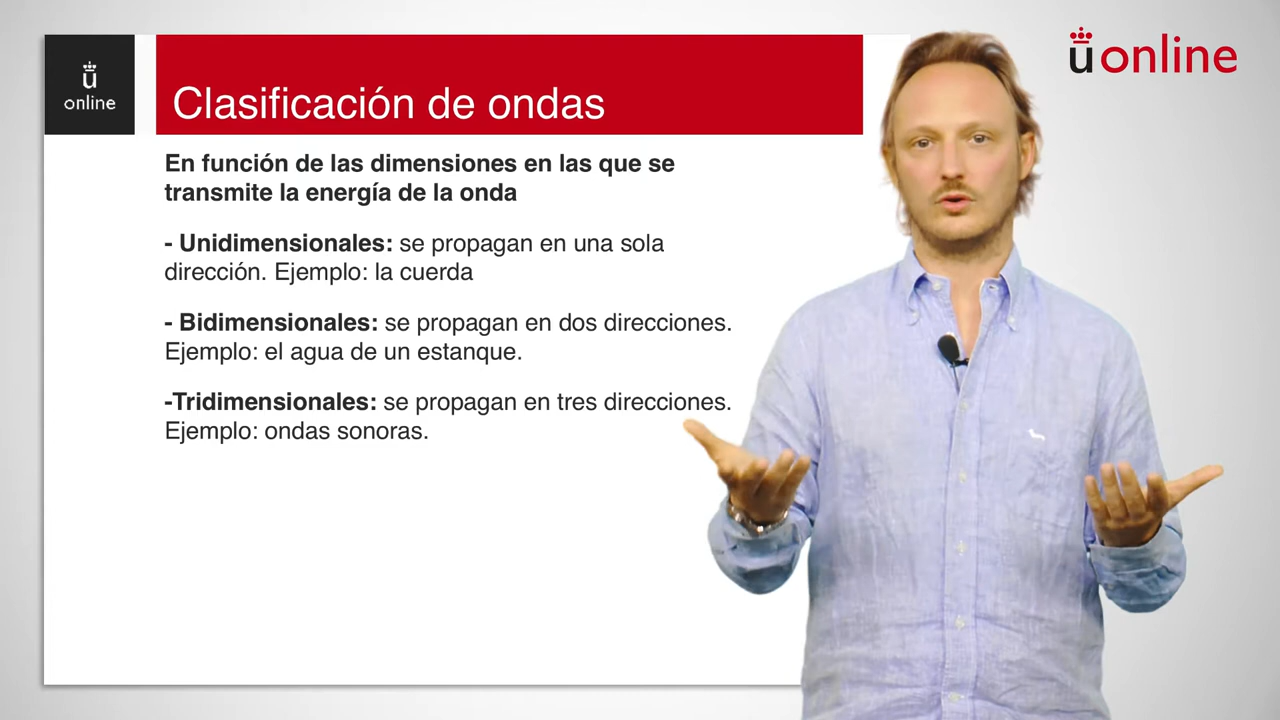 ü
online
Clasificación de ondas
üonline
En función de las dimensiones en las que se
transmite la energía de la onda
- Unidimensionales: se propagan en una sola
dirección. Ejemplo: la cuerda
- Bidimensionales: se propagan en dos direcciones.
Ejemplo: el agua de un estanque.
-Tridimensionales: se propagan en tres direcciones.
Ejemplo: ondas sonoras.